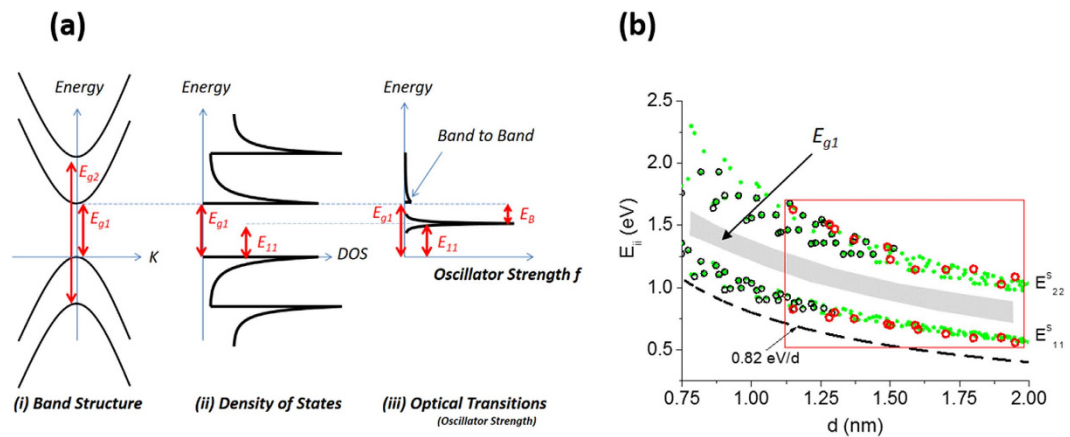 (a)
Energy
Energy
Energy
Band to Band
E_g2
E_g1
E_g1
E_g1
E_B
E_11
E_11
K
DOS
Oscillator Strength f
(i) Band Structure
(ii) Density of States
(iii) Optical Transitions
(Oscillator Strength)
(b)
2.5
2.0
1.5
1.0
0.5
E_ii (eV)
E_g1
E^S_22
E^S_11
0.82 eV/d
0.75 1.00 1.25 1.50 1.75 2.00
d (nm)